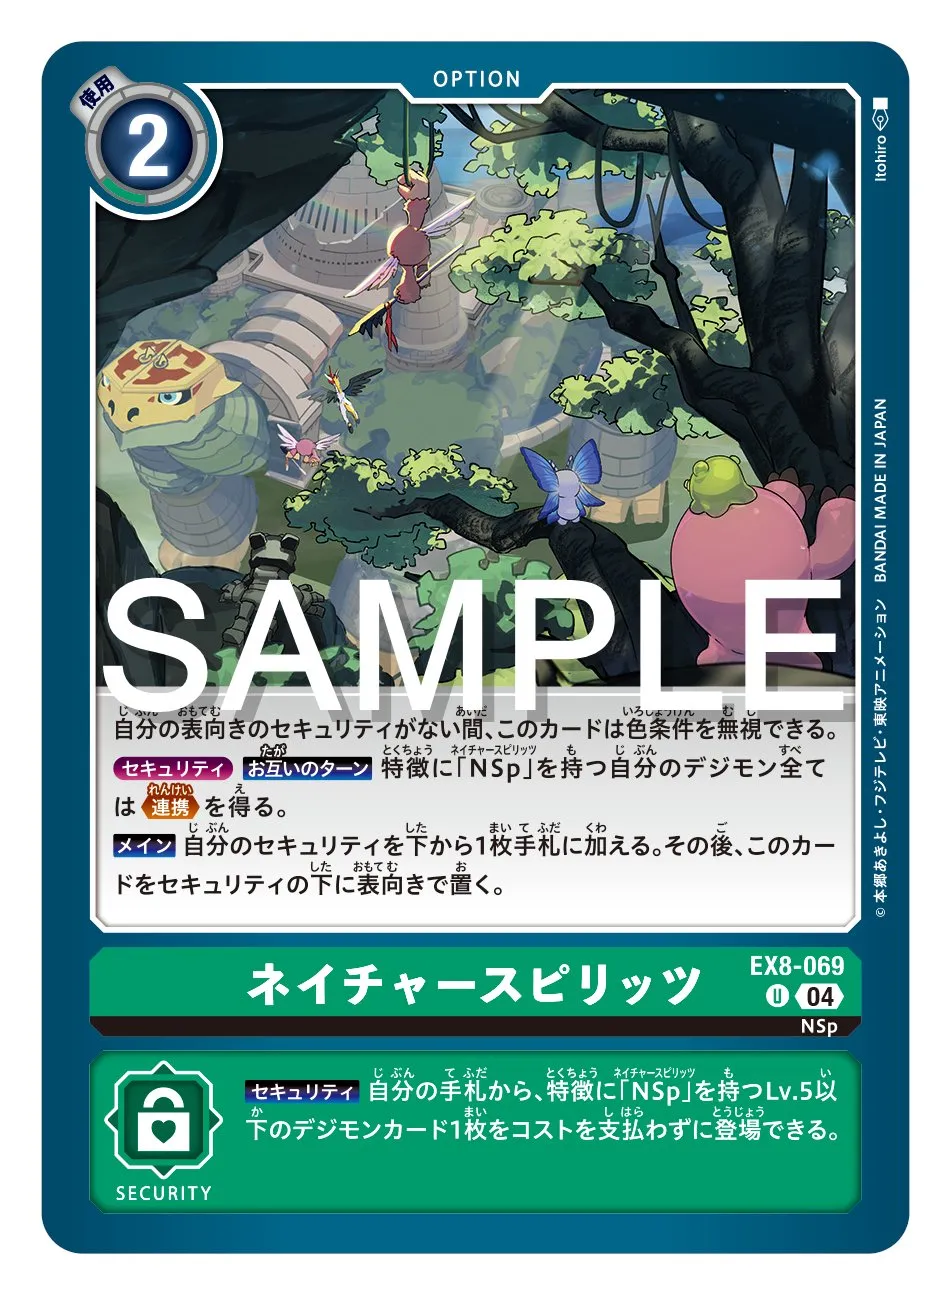 OPTION
使用
2
Itohiro
SAMPLE
自分の表向きのセキュリティがない間、このカードは色条件を無視できる。
セキュリティ お互いのターン 特徴に「NSp」を持つ自分のデジモン全て
は 連携 を得る。
メイン 自分のセキュリティを下から1枚手札に加える。その後、このカー
ドをセキュリティの下に表向きで置く。
©本郷あきよし・フジテレビ・東映アニメーション BANDAI MADE IN JAPAN
ネイチャースピリッツ
EX8-069
U 04
NSp
セキュリティ 自分の手札から、特徴に「NSp」を持つLv.5以
下のデジモンカード1枚をコストを支払わずに登場できる。
SECURITY